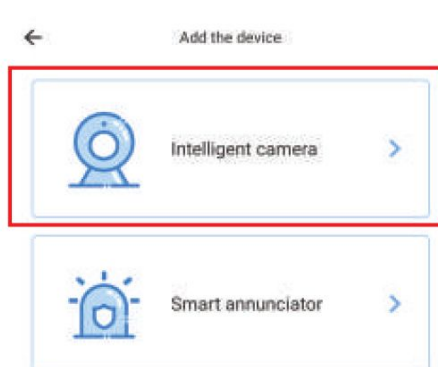 Add the device
Intelligent camera
Smart annunciator